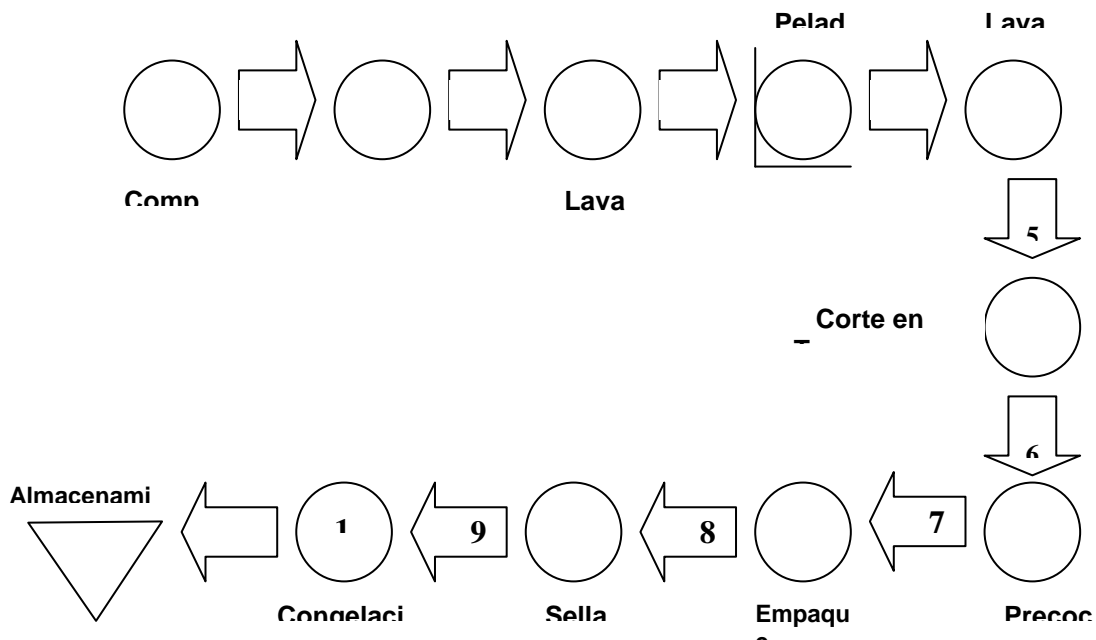 Pelad
Lava
Comp
Lava
5
Corte en
6
Almacenami
1
9
8
7
Congelaci
Sella
Empaqu
Precoc